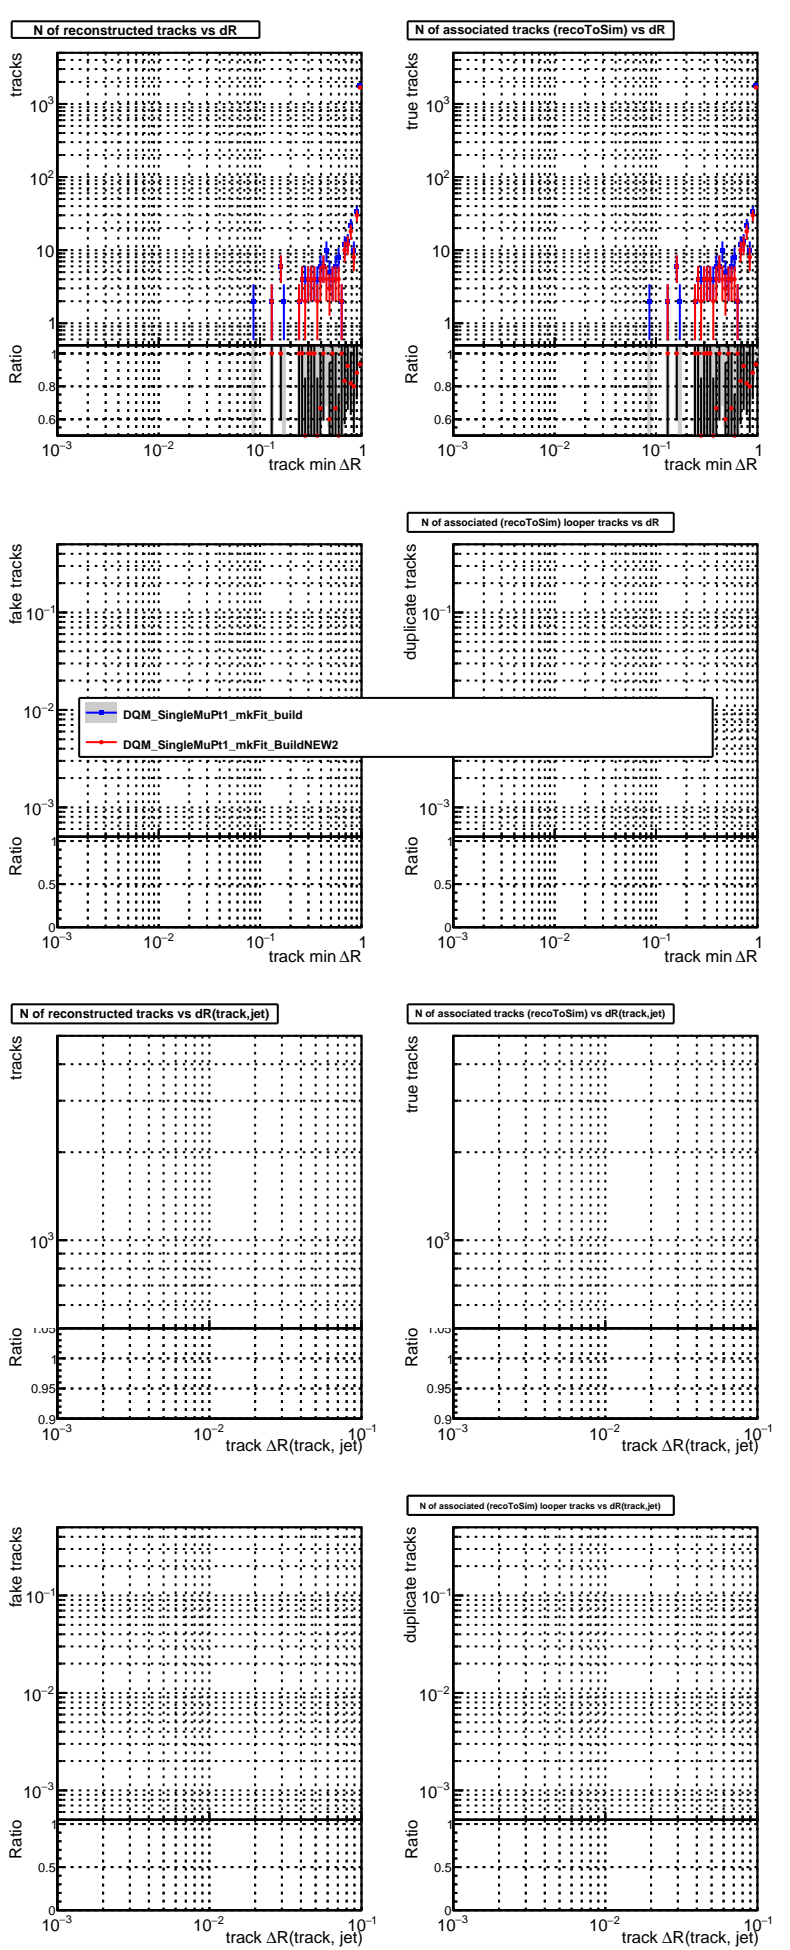 N of reconstructed tracks vs dR
tracks
10³
10²
10
1
Ratio
1
0.8
0.6
10⁻³ 10⁻² 10⁻¹ 1
track min ΔR
N of associated tracks (recoToSim) vs dR
true tracks
10³
10²
10
1
Ratio
1
0.8
0.6
10⁻³ 10⁻² 10⁻¹ 1
track min ΔR
fake tracks
10⁻¹
10⁻²
10⁻³
Ratio
1
0.5
0
10⁻³ 10⁻² 10⁻¹ 1
track min ΔR
N of associated (recoToSim) looper tracks vs dR
duplicate tracks
10⁻¹
10⁻³
Ratio
1
0.5
0
10⁻³ 10⁻² 10⁻¹ 1
track min ΔR
DQM_SingleMuPt1_mkFit_build
DQM_SingleMuPt1_mkFit_BuildNEW2
N of reconstructed tracks vs dR(track,jet)
tracks
10³
Ratio
1.05
1
0.95
0.9
10⁻³ 10⁻² 10⁻¹
track ΔR(track, jet)
N of associated tracks (recoToSim) vs dR(track,jet)
true tracks
10³
Ratio
1.05
1
0.95
0.9
10⁻³ 10⁻² 10⁻¹
track ΔR(track, jet)
fake tracks
10⁻¹
10⁻²
10⁻³
Ratio
1
0.5
0
10⁻³ 10⁻² 10⁻¹
track ΔR(track, jet)
N of associated (recoToSim) looper tracks vs dR(track,jet)
duplicate tracks
10⁻¹
10⁻²
10⁻³
Ratio
1
0.5
0
10⁻³ 10⁻² 10⁻¹
track ΔR(track, jet)